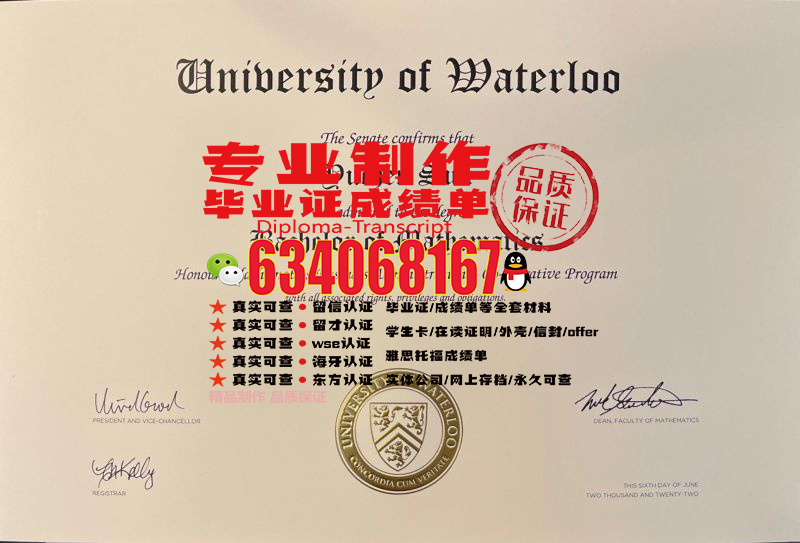 University of Waterloo
The Senate confirms that
专业制作
毕业证成绩单
品质
保证
Diploma-Transcript
Bachelor of Mathematics
634068167
Program
with all associated rights, privileges and obligations.
真实可查•留信认证 毕业证/成绩单等全套材料
真实可查•留才认证 学生卡/在读证明/外壳/信封/offer
真实可查•wse认证
真实可查•海牙认证 雅思托福成绩单
真实可查•东方认证 实体公司/网上存档/永久可查
精品制作 品质保证
UNIVERSITY OF WATERLOO
CONCORDIA CUM VERITATE
PRESIDENT AND VICE-CHANCELLOR
DEAN, FACULTY OF MATHEMATICS
REGISTRAR
THIS SIXTH DAY OF JUNE
TWO THOUSAND AND TWENTY-TWO